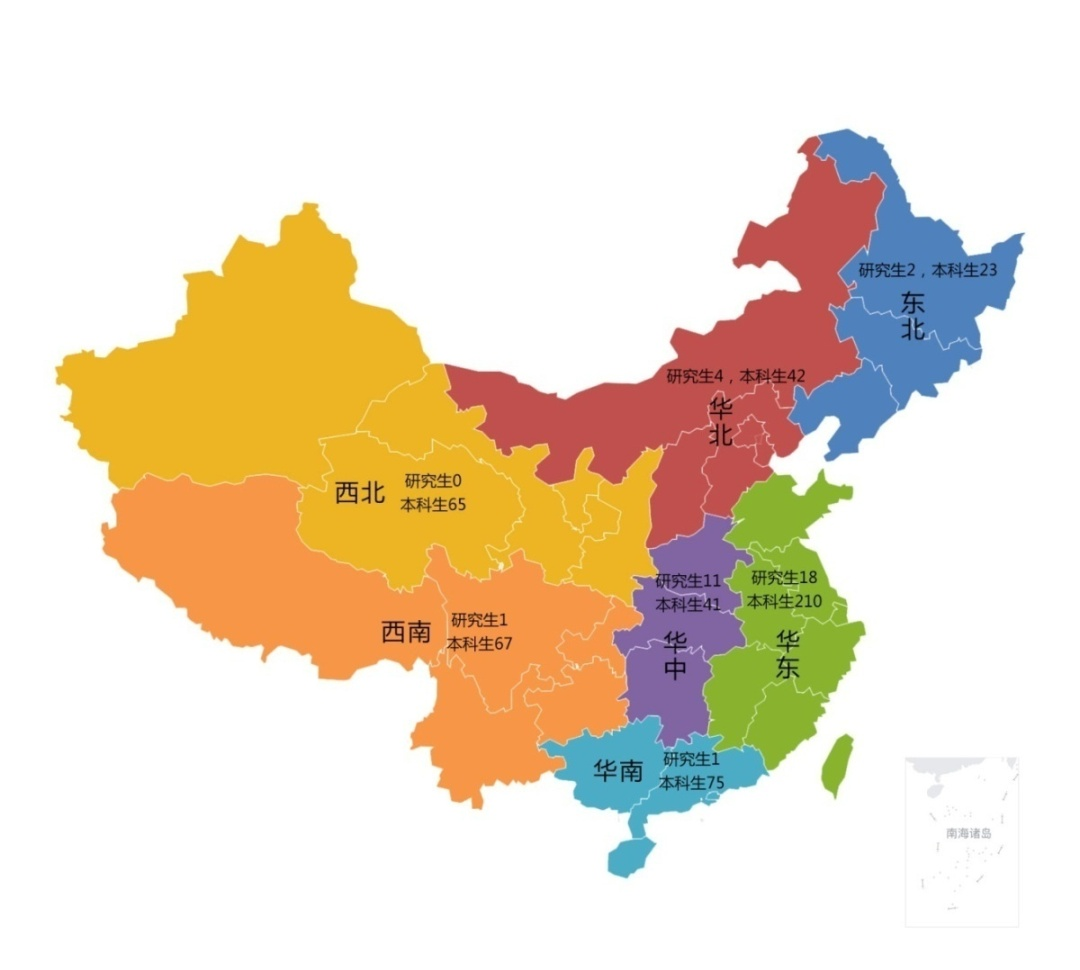 研究生2，本科生23
东
北
研究生4，本科生42
华
北
西北
研究生0
本科生65
研究生11
本科生41
华
中
研究生18
本科生210
华
东
西南
研究生1
本科生67
华南
研究生1
本科生75
南海诸岛